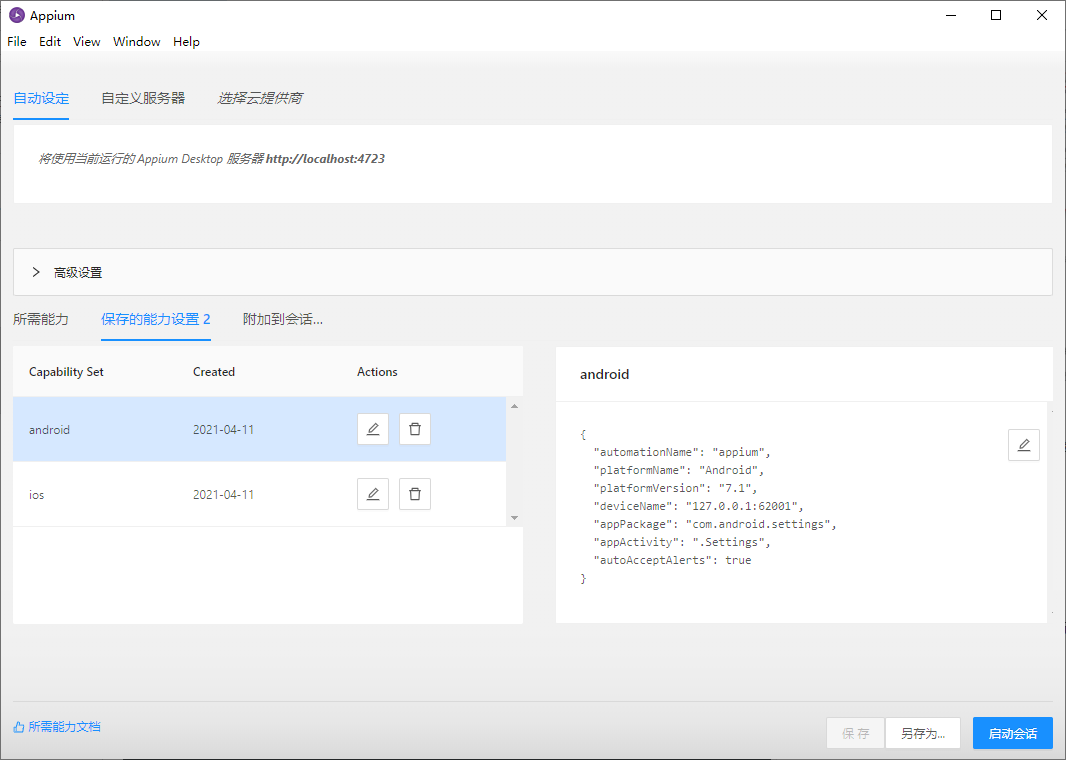 Appium
File Edit View Window Help
自动设定 自定义服务器 选择云提供商
将使用当前运行的 Appium Desktop 服务器 http://localhost:4723
高级设置
所需能力 保存的能力设置 2 附加到会话...
Capability Set Created Actions
android 2021-04-11
ios 2021-04-11
android
{
"automationName": "appium",
"platformName": "Android",
"platformVersion": "7.1",
"deviceName": "127.0.0.1:62001",
"appPackage": "com.android.settings",
"appActivity": ".Settings",
"autoAcceptAlerts": true
}
所需能力文档 保 存 另存为... 启动会话